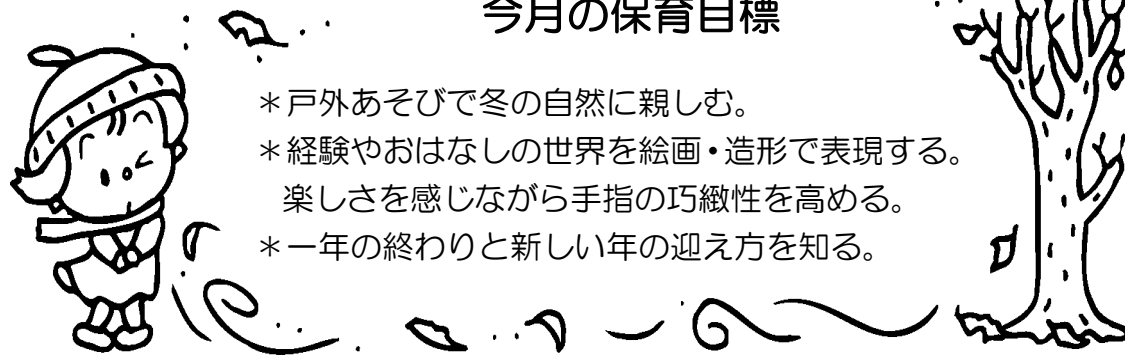 今月の保育目標
＊戸外あそびで冬の自然に親しむ。
＊経験やおはなしの世界を絵画・造形で表現する。
楽しさを感じながら手指の巧緻性を高める。
＊一年の終わりと新しい年の迎え方を知る。